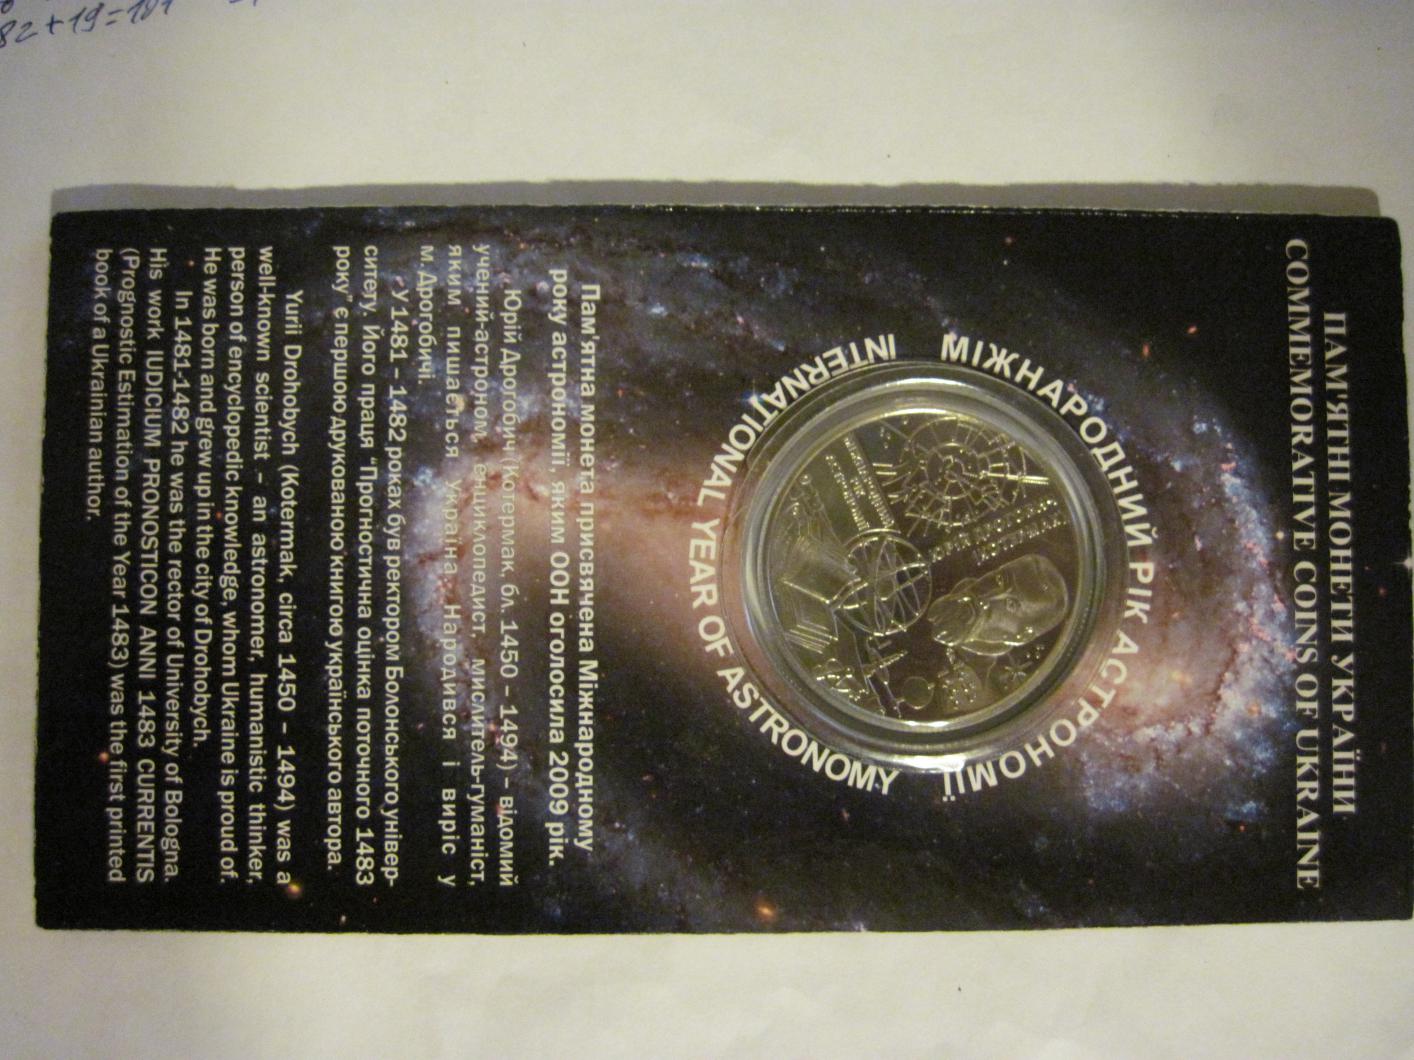 82+19=101
ПАМ'ЯТНІ МОНЕТИ УКРАЇНИ
COMMEMORATIVE COINS OF UKRAINE
МІЖНАРОДНИЙ РІК АСТРОНОМІЇ
INTERNATIONAL YEAR OF ASTRONOMY
ЮРІЙ ДРОГОБИЧ
КОТЕРМАК
Пам'ятна монета присвячена Міжнародному
року астрономії, яким ООН оголосила 2009 рік.
Юрій Дрогобич (Котермак, бл. 1450 – 1494) – відомий
учений-астроном, енциклопедист, мислитель-гуманіст,
яким пишається Україна. Народився і виріс у
м. Дрогобичі.
У 1481 – 1482 роках був ректором Болонського універ-
ситету. Його праця "Прогностична оцінка поточного 1483
року" є першою друкованою книгою українського автора.
Yurii Drohobych (Kotermak, circa 1450 – 1494) was a
well-known scientist – an astronomer, humanistic thinker,
person of encyclopedic knowledge, whom Ukraine is proud of.
He was born and grew up in the city of Drohobych.
In 1481-1482 he was the rector of University of Bologna.
His work IUDICIUM PRONOSTICON ANNI 1483 CURRENTIS
(Prognostic Estimation of the Year 1483) was the first printed
book of a Ukrainian author.